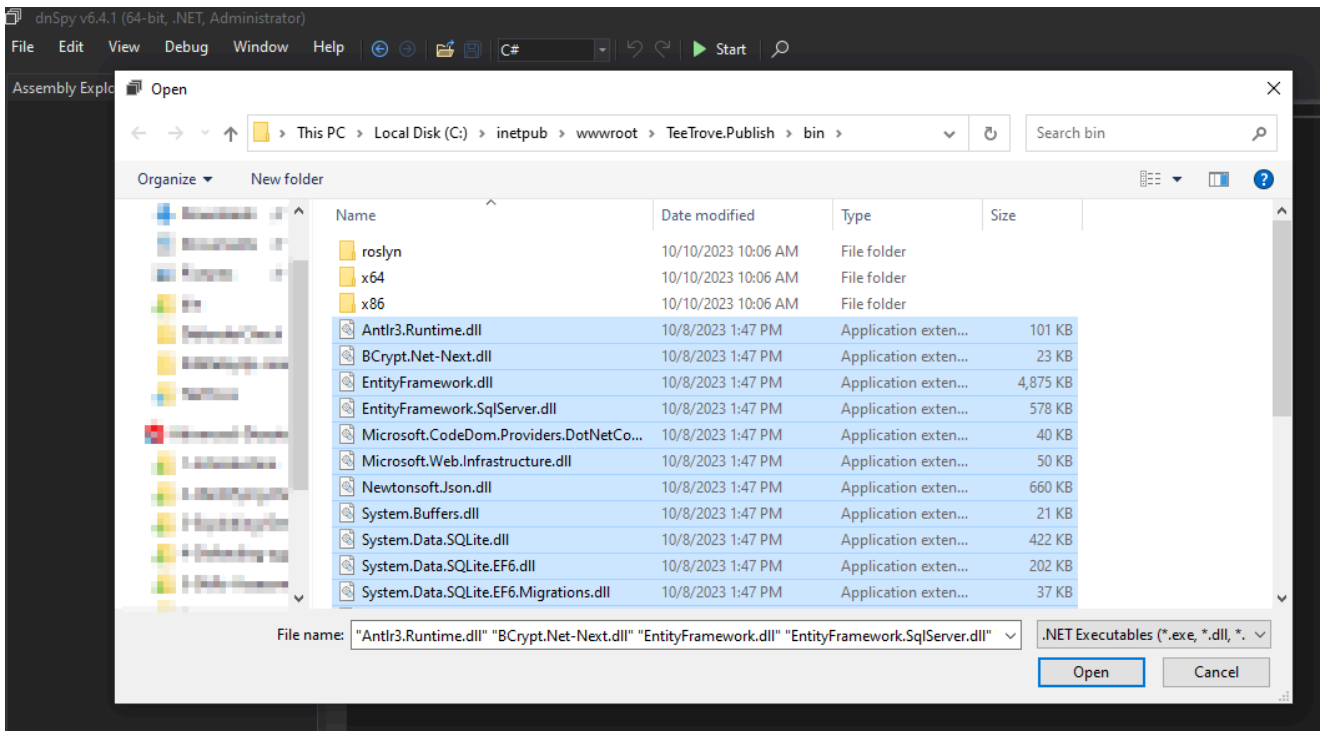 dnSpy v6.4.1 (64-bit, .NET, Administrator)
File Edit View Debug Window Help C# Start
Assembly Explo
Open
This PC > Local Disk (C:) > inetpub > wwwroot > TeeTrove.Publish > bin >
Search bin
Organize New folder
Name Date modified Type Size
roslyn 10/10/2023 10:06 AM File folder
x64 10/10/2023 10:06 AM File folder
x86 10/10/2023 10:06 AM File folder
Antlr3.Runtime.dll 10/8/2023 1:47 PM Application exten... 101 KB
BCrypt.Net-Next.dll 10/8/2023 1:47 PM Application exten... 23 KB
EntityFramework.dll 10/8/2023 1:47 PM Application exten... 4,875 KB
EntityFramework.SqlServer.dll 10/8/2023 1:47 PM Application exten... 578 KB
Microsoft.CodeDom.Providers.DotNetCo... 10/8/2023 1:47 PM Application exten... 40 KB
Microsoft.Web.Infrastructure.dll 10/8/2023 1:47 PM Application exten... 50 KB
Newtonsoft.Json.dll 10/8/2023 1:47 PM Application exten... 660 KB
System.Buffers.dll 10/8/2023 1:47 PM Application exten... 21 KB
System.Data.SQLite.dll 10/8/2023 1:47 PM Application exten... 422 KB
System.Data.SQLite.EF6.dll 10/8/2023 1:47 PM Application exten... 202 KB
System.Data.SQLite.EF6.Migrations.dll 10/8/2023 1:47 PM Application exten... 37 KB
File name: "Antlr3.Runtime.dll" "BCrypt.Net-Next.dll" "EntityFramework.dll" "EntityFramework.SqlServer.dll" .NET Executables (*.exe, *.dll, *.
Open Cancel